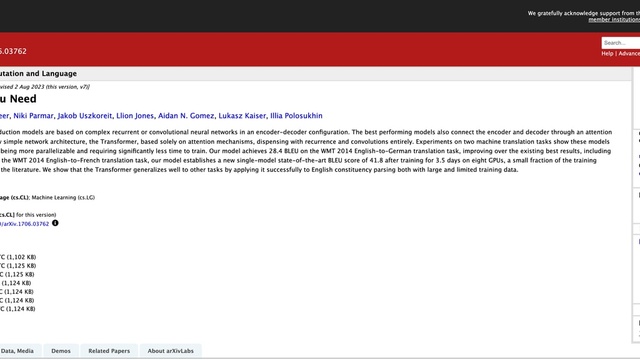 We gratefully acknowledge support from
member institutions
.03762
Search...
Help | Advance
utation and Language
vised 2 Aug 2023 (this version, v7)]
u Need
eer, Niki Parmar, Jakob Uszkoreit, Llion Jones, Aidan N. Gomez, Lukasz Kaiser, Illia Polosukhin
duction models are based on complex recurrent or convolutional neural networks in an encoder-decoder configuration. The best performing models also connect the encoder and decoder through an attention
simple network architecture, the Transformer, based solely on attention mechanisms, dispensing with recurrence and convolutions entirely. Experiments on two machine translation tasks show these models
being more parallelizable and requiring significantly less time to train. Our model achieves 28.4 BLEU on the WMT 2014 English-to-German translation task, improving over the existing best results, including
the WMT 2014 English-to-French translation task, our model establishes a new single-model state-of-the-art BLEU score of 41.8 after training for 3.5 days on eight GPUs, a small fraction of the training
the literature. We show that the Transformer generalizes well to other tasks by applying it successfully to English constituency parsing both with large and limited training data.
age (cs.CL); Machine Learning (cs.LG)
cs.CL] for this version)
/arXiv.1706.03762
TC (1,102 KB)
TC (1,125 KB)
C (1,125 KB)
(1,124 KB)
C (1,124 KB)
C (1,124 KB)
TC (1,124 KB)
Data, Media
Demos
Related Papers
About arXivLabs